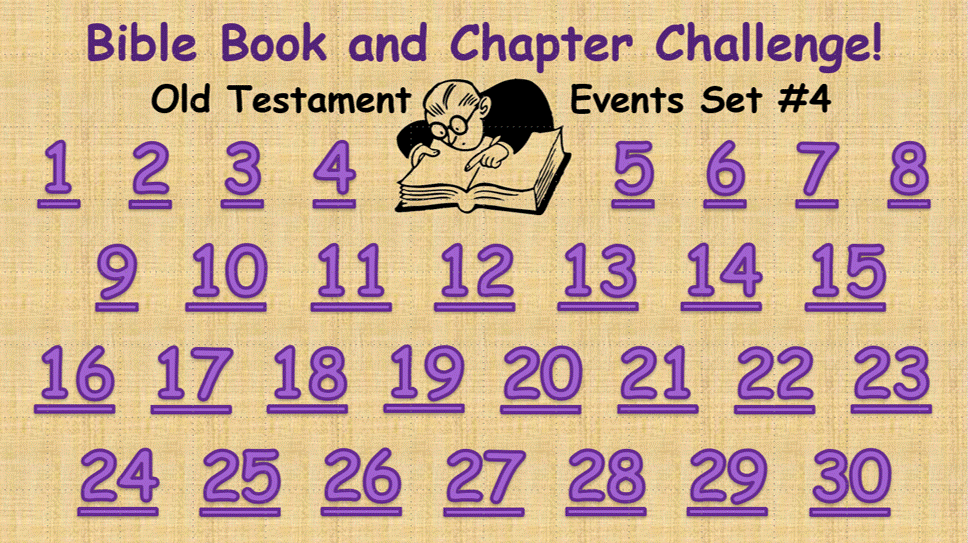 Bible Book and Chapter Challenge!
Old Testament Events Set #4
1 2 3 4 5 6 7 8
9 10 11 12 13 14 15
16 17 18 19 20 21 22 23
24 25 26 27 28 29 30